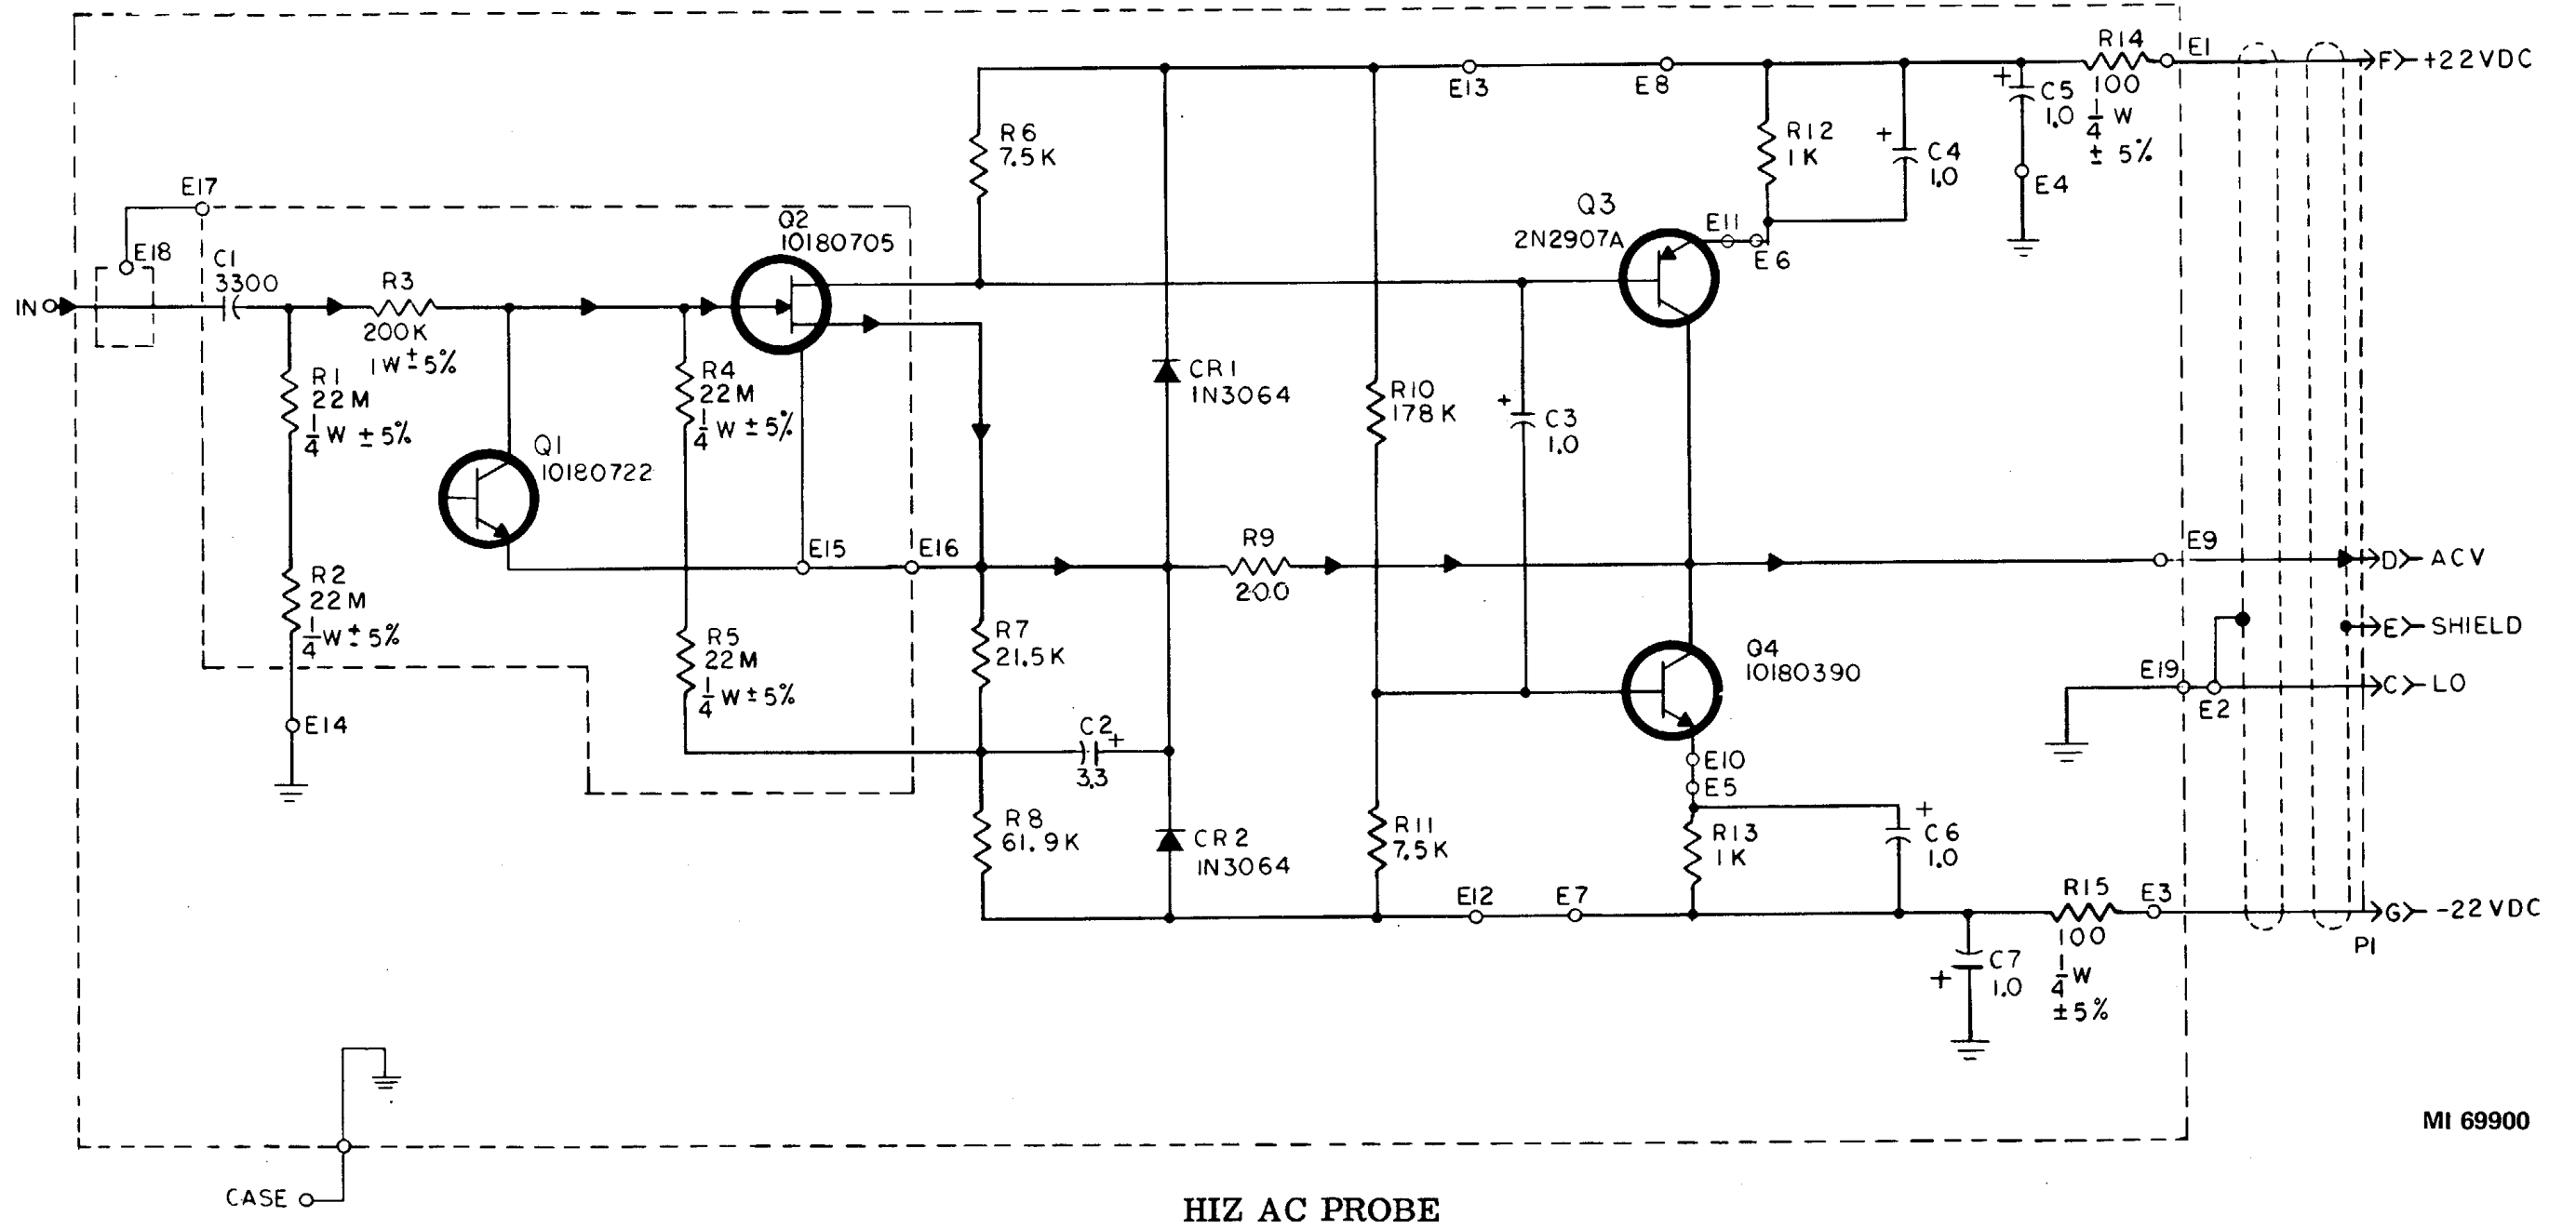 R14
E1
100
1/4 W
± 5%
F
+22VDC
E13
E8
+
C5
1.0
E4
R6
7.5K
R12
1K
+
C4
1.0
E17
E18
C1
3300
R3
200K
1W ± 5%
Q2
10180705
Q3
2N2907A
E11
E6
IN
R1
22M
1/4 W ± 5%
R4
22M
1/4 W ± 5%
CR1
1N3064
R10
178K
+
C3
1.0
Q1
10180722
E15
E16
R9
200
E9
D
ACV
R2
22M
1/4 W ± 5%
R5
22M
1/4 W ± 5%
R7
21.5K
Q4
10180390
E
SHIELD
E19
E2
C
LO
E14
C2
+
3.3
E10
E5
R8
61.9K
CR2
1N3064
R11
7.5K
R13
1K
+
C6
1.0
E12
E7
R15
100
1/4 W
±5%
E3
G
-22VDC
P1
C7
1.0
+
MI 69900
CASE
HIZ AC PROBE